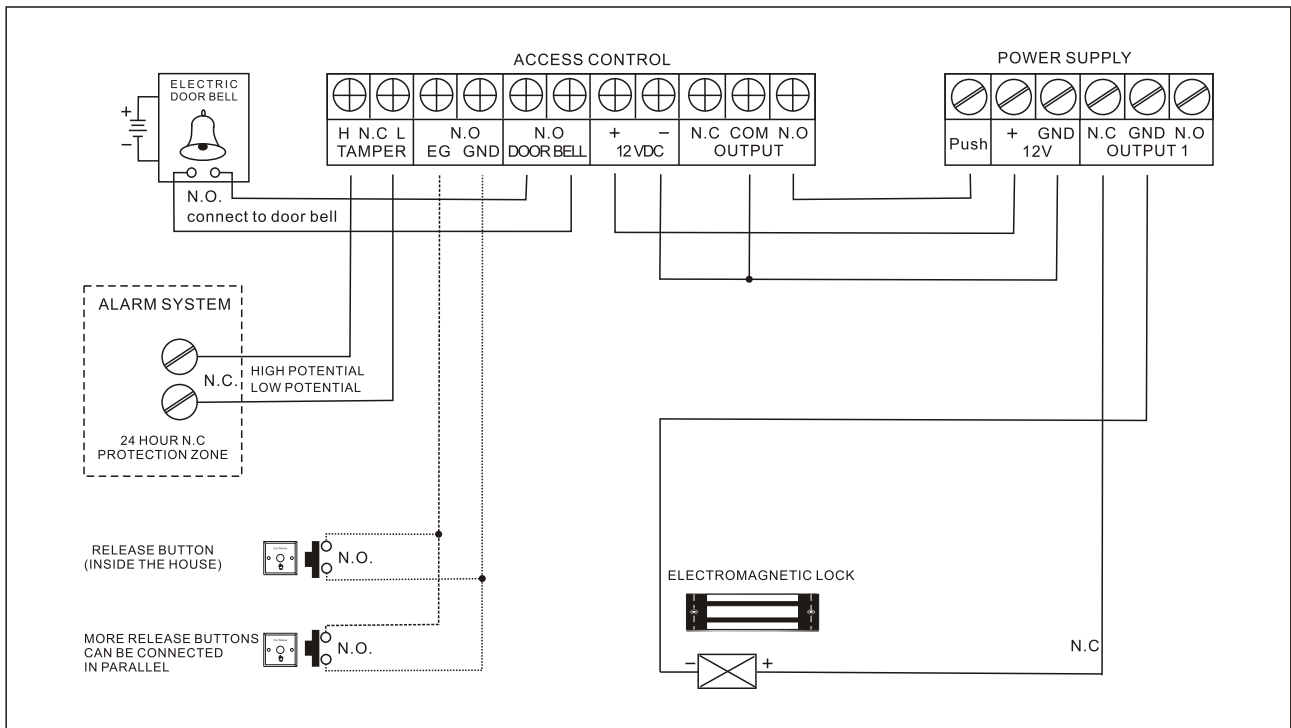 ACCESS CONTROL
POWER SUPPLY
ELECTRIC
DOOR BELL
+
−
H N.C L
TAMPER
N.O
EG GND
N.O
DOOR BELL
+ −
12 VDC
N.C COM N.O
OUTPUT
Push
+ GND
12V
N.C GND N.O
OUTPUT 1
N.O.
connect to door bell
ALARM SYSTEM
N.C.
HIGH POTENTIAL
LOW POTENTIAL
24 HOUR N.C
PROTECTION ZONE
RELEASE BUTTON
(INSIDE THE HOUSE)
N.O.
ELECTROMAGNETIC LOCK
MORE RELEASE BUTTONS
CAN BE CONNECTED
IN PARALLEL
N.O.
N.C
− +